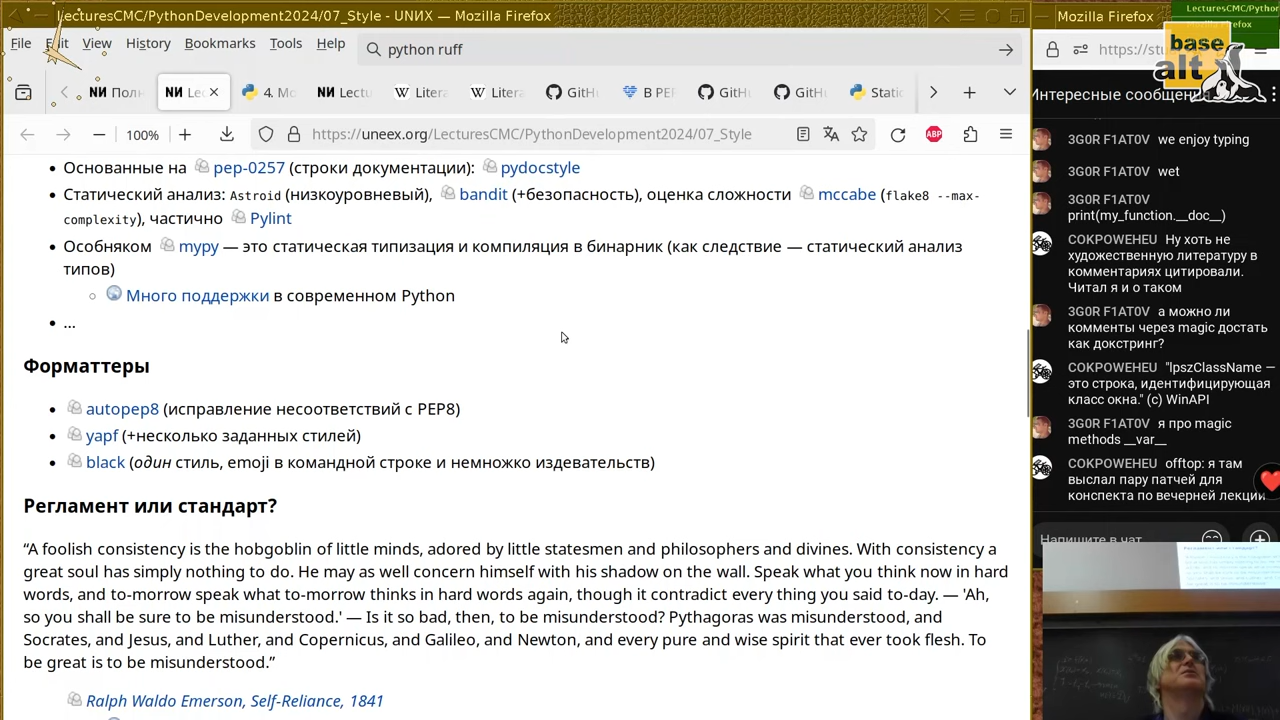 LecturesCMC/PythonDevelopment2024/07_Style - UNИX — Mozilla Firefox
File Edit View History Bookmarks Tools Help
python ruff
100%
https://uneex.org/LecturesCMC/PythonDevelopment2024/07_Style
ABP
Основанные на pep-0257 (строки документации): pydocstyle
Статический анализ: Astroid (низкоуровневый), bandit (+безопасность), оценка сложности mccabe (flake8 --max-
complexity), частично Pylint
Особняком mypy — это статическая типизация и компиляция в бинарник (как следствие — статический анализ
типов)
Много поддержки в современном Python
...
Форматтеры
autopep8 (исправление несоответствий с PEP8)
yapf (+несколько заданных стилей)
black (один стиль, emoji в командной строке и немножко издевательств)
Регламент или стандарт?
“A foolish consistency is the hobgoblin of little minds, adored by little statesmen and philosophers and divines. With consistency a
great soul has simply nothing to do. He may as well concern himself with his shadow on the wall. Speak what you think now in hard
words, and to-morrow speak what to-morrow thinks in hard words again, though it contradict every thing you said to-day. — 'Ah,
so you shall be sure to be misunderstood.' — Is it so bad, then, to be misunderstood? Pythagoras was misunderstood, and
Socrates, and Jesus, and Luther, and Copernicus, and Galileo, and Newton, and every pure and wise spirit that ever took flesh. To
be great is to be misunderstood.”
Ralph Waldo Emerson, Self-Reliance, 1841
Mozilla Firefox
LecturesCMC/Python
base
alt
Интересные сообщения
3G0R F1AT0V we enjoy typing
3G0R F1AT0V wet
3G0R F1AT0V
print(my_function.__doc__)
COKPOWEHEU Ну хоть не
художественную литературу в
комментариях цитировали.
Читал я и о таком
3G0R F1AT0V а можно ли
комменты через magic достать
как докстринг?
COKPOWEHEU "lpszClassName —
это строка, идентифицирующая
класс окна." (c) WinAPI
3G0R F1AT0V я про magic
methods __var__
COKPOWEHEU offtop: я там
выслал пару патчей для
конспекта по вечерней лекции
Напишите в чат